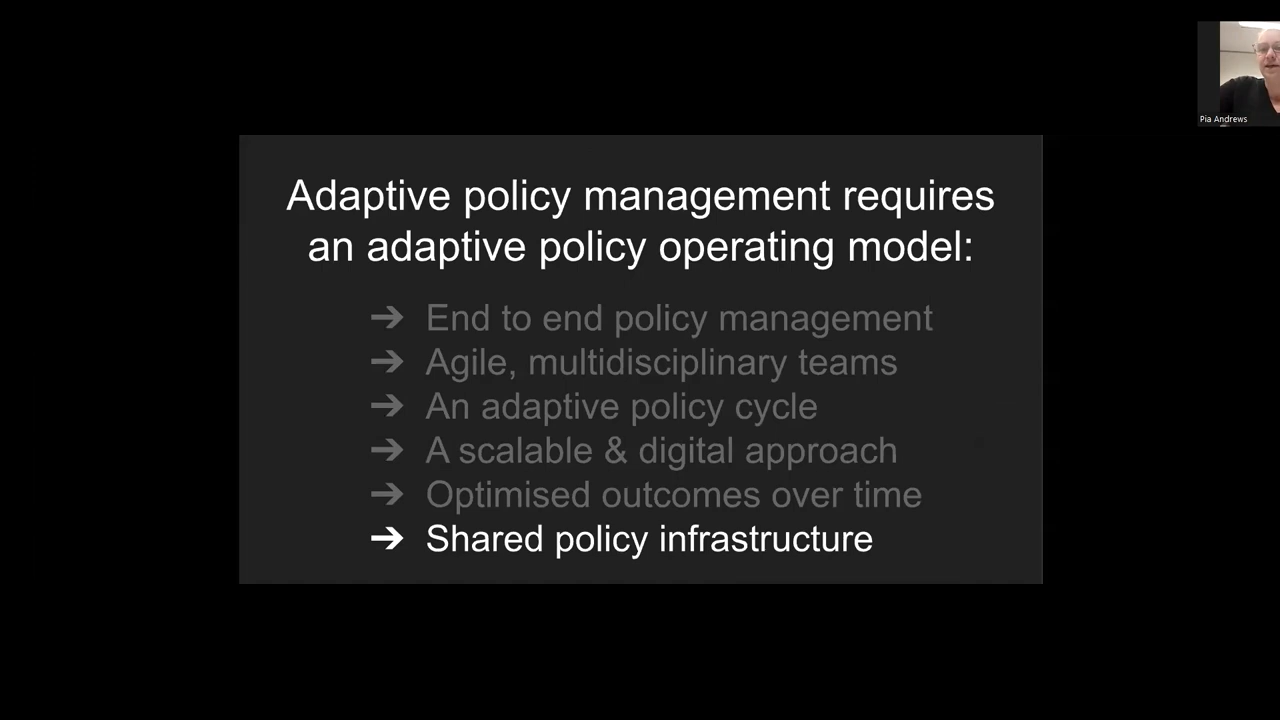 Pia Andrews
Adaptive policy management requires
an adaptive policy operating model:
➔ End to end policy management
➔ Agile, multidisciplinary teams
➔ An adaptive policy cycle
➔ A scalable & digital approach
➔ Optimised outcomes over time
➔ Shared policy infrastructure